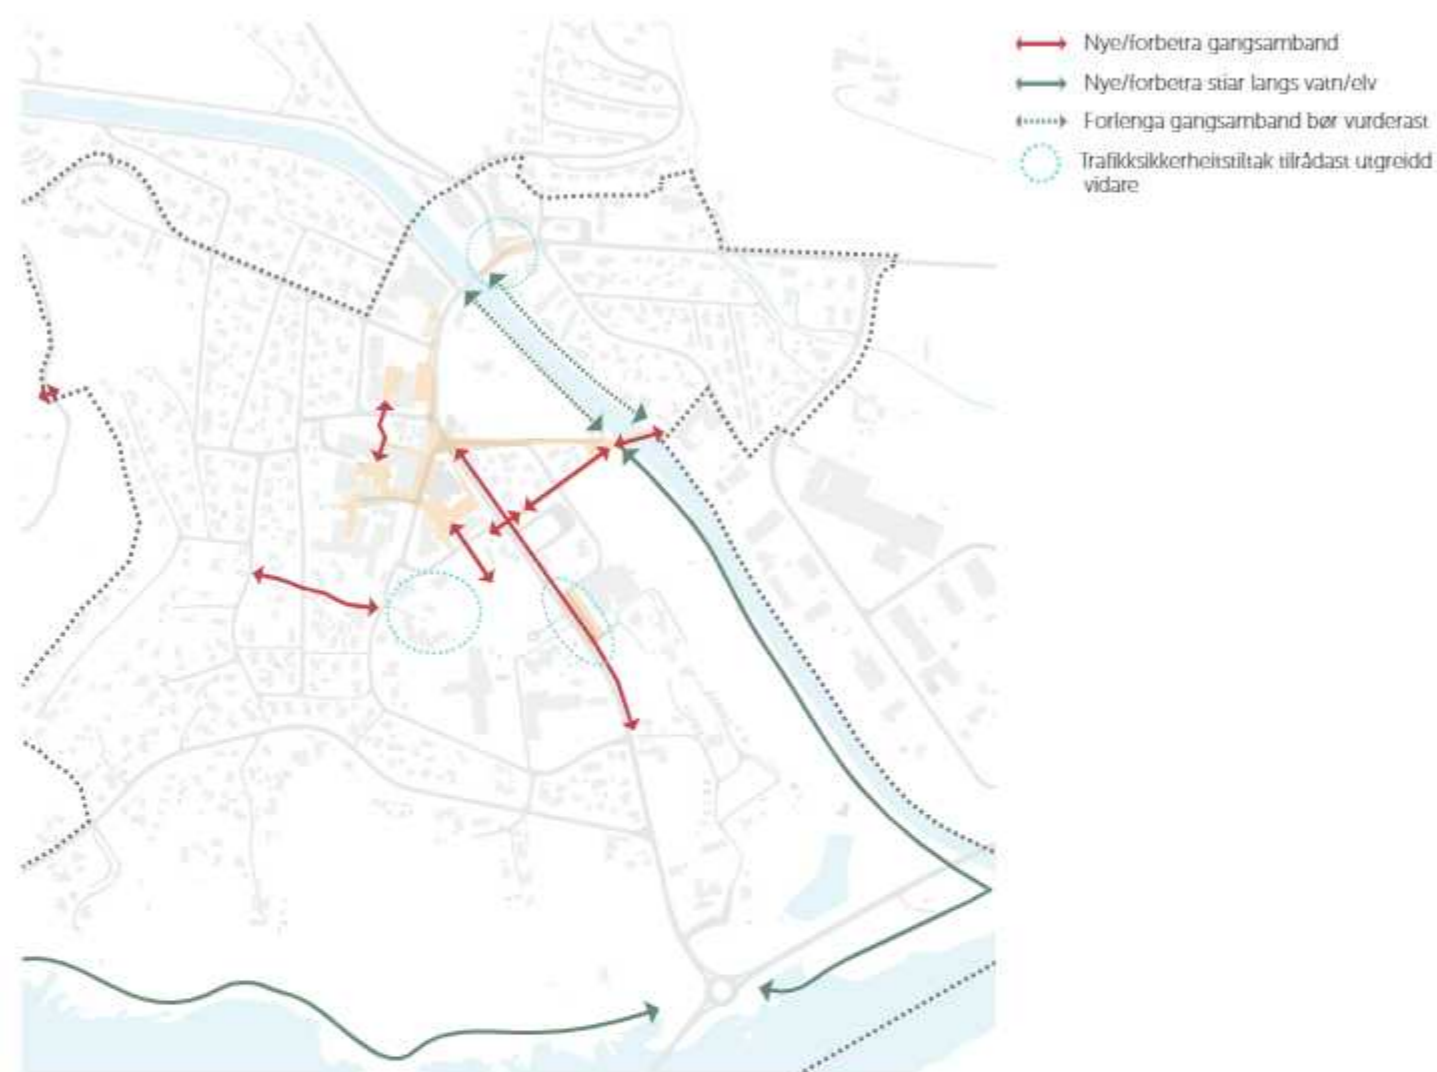 Nye/forbetra gangsamband
Nye/forbetra stiar langs vatn/elv
Forlenga gangsamband bør vurderast
Trafikksikkerheitstiltak tilrådast utgreidd
vidare